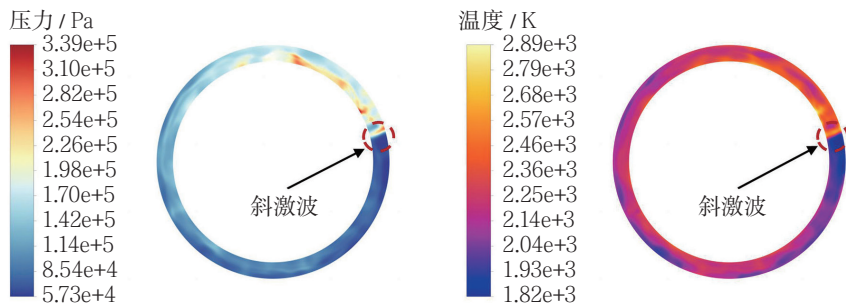 压力 / Pa
3.39e+5
3.10e+5
2.82e+5
2.54e+5
2.26e+5
1.98e+5
1.70e+5
1.42e+5
1.14e+5
8.54e+4
5.73e+4
斜激波
温度 / K
2.89e+3
2.79e+3
2.68e+3
2.57e+3
2.46e+3
2.36e+3
2.25e+3
2.14e+3
2.04e+3
1.93e+3
1.82e+3
斜激波